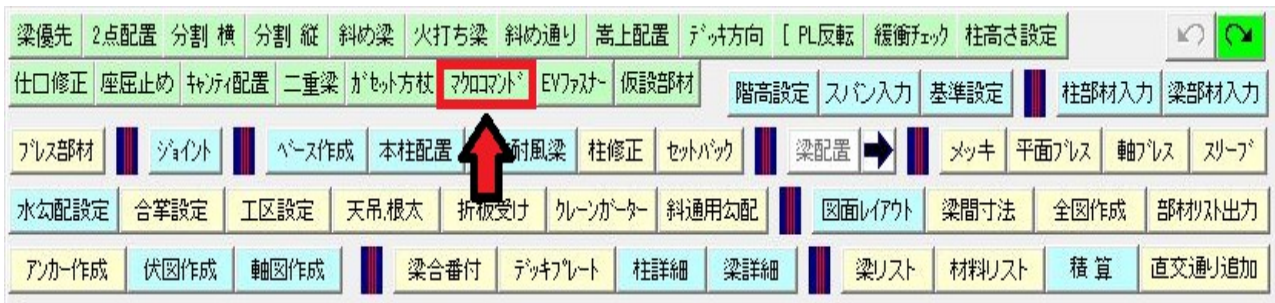 梁優先 2点配置 分割 横 分割 縦 斜め梁 火打ち梁 斜め通り 嵩上配置 ﾃﾞｯｷ方向 [ PL反転 緩衝ﾁｪｯｸ 柱高さ設定
仕口修正 座屈止め ｷｬﾝﾃｨ配置 二重梁 ｶﾞｾｯﾄ方杖 ﾏｸﾛｺﾏﾝﾄﾞ EVﾌｧｽﾅｰ 仮設部材 階高設定 スパン入力 基準設定 柱部材入力 梁部材入力
ﾌﾞﾚｽ部材 ｼﾞｮｲﾝﾄ ﾍﾞｰｽ作成 本柱配置 耐風梁 柱修正 ｾｯﾄﾊﾞｯｸ 梁配置 メッキ 平面ﾌﾞﾚｽ 軸ﾌﾞﾚｽ ｽﾘｰﾌﾞ
水勾配設定 合掌設定 工区設定 天吊.根太 折板受け ｸﾚｰﾝｶﾞｰﾀｰ 斜通用勾配 図面ﾚｲｱｳﾄ 梁間寸法 全図作成 部材ﾘｽﾄ出力
ｱﾝｶｰ作成 伏図作成 軸図作成 梁合番付 ﾃﾞｯｷﾌﾟﾚｰﾄ 柱詳細 梁詳細 梁リスト 材料リスト 積 算 直交通り追加